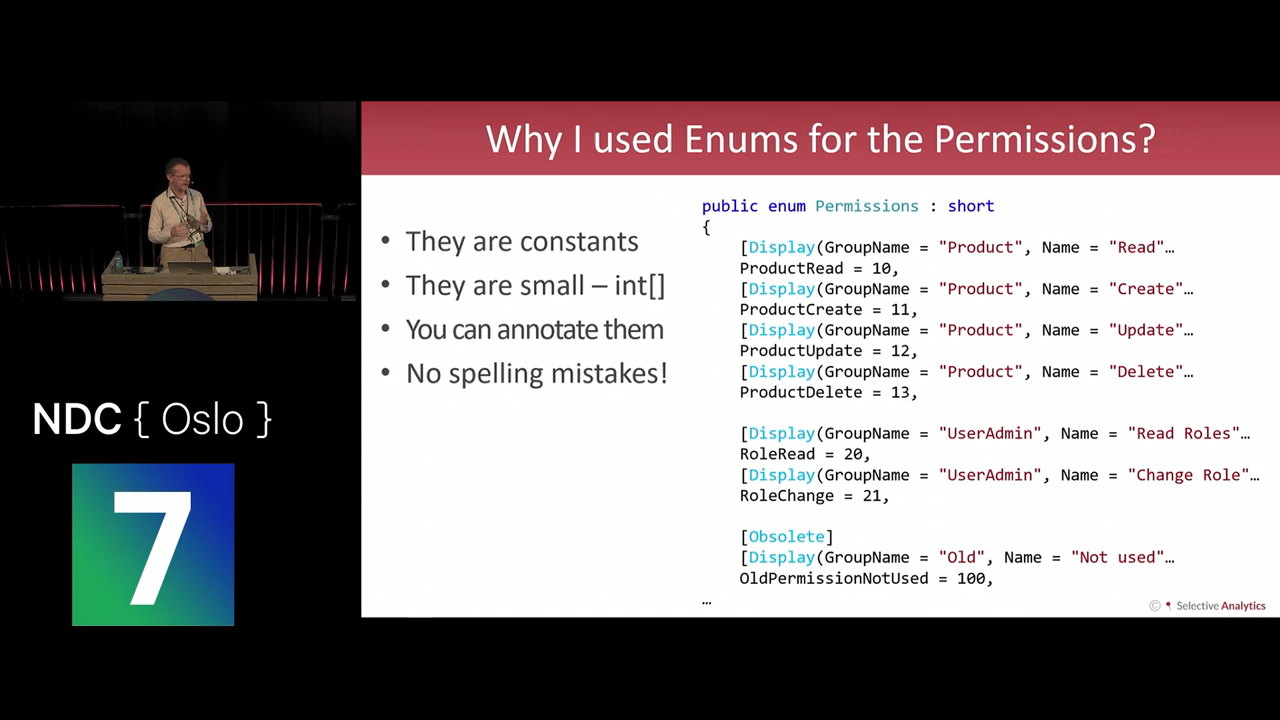 Why I used Enums for the Permissions?
• They are constants
• They are small – int[]
• You can annotate them
• No spelling mistakes!
public enum Permissions : short
{
[Display(GroupName = "Product", Name = "Read"…
ProductRead = 10,
[Display(GroupName = "Product", Name = "Create"…
ProductCreate = 11,
[Display(GroupName = "Product", Name = "Update"…
ProductUpdate = 12,
[Display(GroupName = "Product", Name = "Delete"…
ProductDelete = 13,
[Display(GroupName = "UserAdmin", Name = "Read Roles"…
RoleRead = 20,
[Display(GroupName = "UserAdmin", Name = "Change Role"…
RoleChange = 21,
[Obsolete]
[Display(GroupName = "Old", Name = "Not used"…
OldPermissionNotUsed = 100,
…
© Selective Analytics
NDC { Oslo }
7